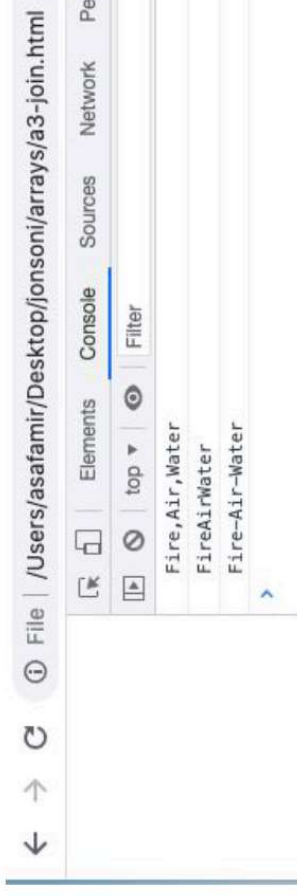 File | /Users/asafamir/Desktop/jonsoni/arrays/a3-join.html
Elements Console Sources Network Pe
top Filter
Fire,Air,Water
FireAirWater
Fire-Air-Water